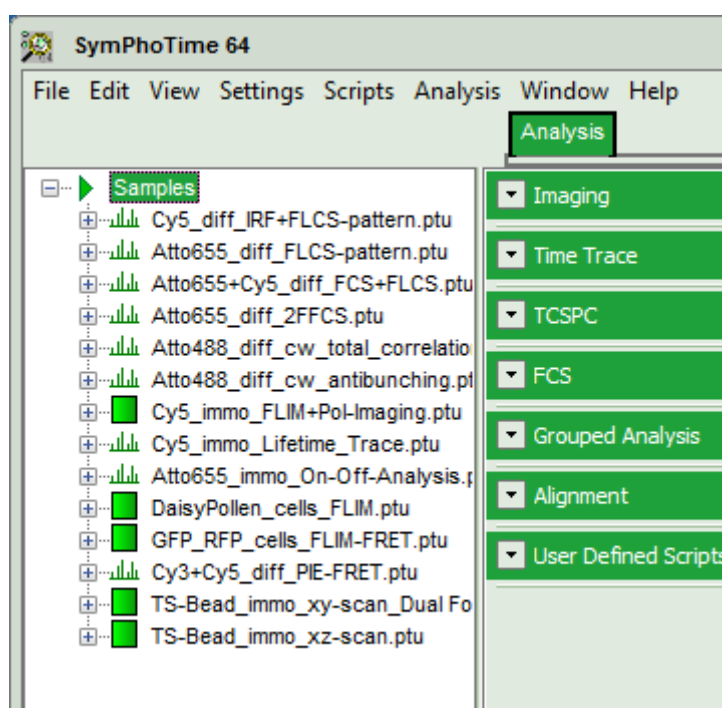 SymPhoTime 64
File Edit View Settings Scripts Analysis Window Help
Analysis
Samples
Cy5_diff_IRF+FLCS-pattern.ptu
Atto655_diff_FLCS-pattern.ptu
Atto655+Cy5_diff_FCS+FLCS.ptu
Atto655_diff_2FFCS.ptu
Atto488_diff_cw_total_correlatio
Atto488_diff_cw_antibunching.pt
Cy5_immo_FLIM+Pol-Imaging.ptu
Cy5_immo_Lifetime_Trace.ptu
Atto655_immo_On-Off-Analysis.p
DaisyPollen_cells_FLIM.ptu
GFP_RFP_cells_FLIM-FRET.ptu
Cy3+Cy5_diff_PIE-FRET.ptu
TS-Bead_immo_xy-scan_Dual Fo
TS-Bead_immo_xz-scan.ptu
Imaging
Time Trace
TCSPC
FCS
Grouped Analysis
Alignment
User Defined Scripts